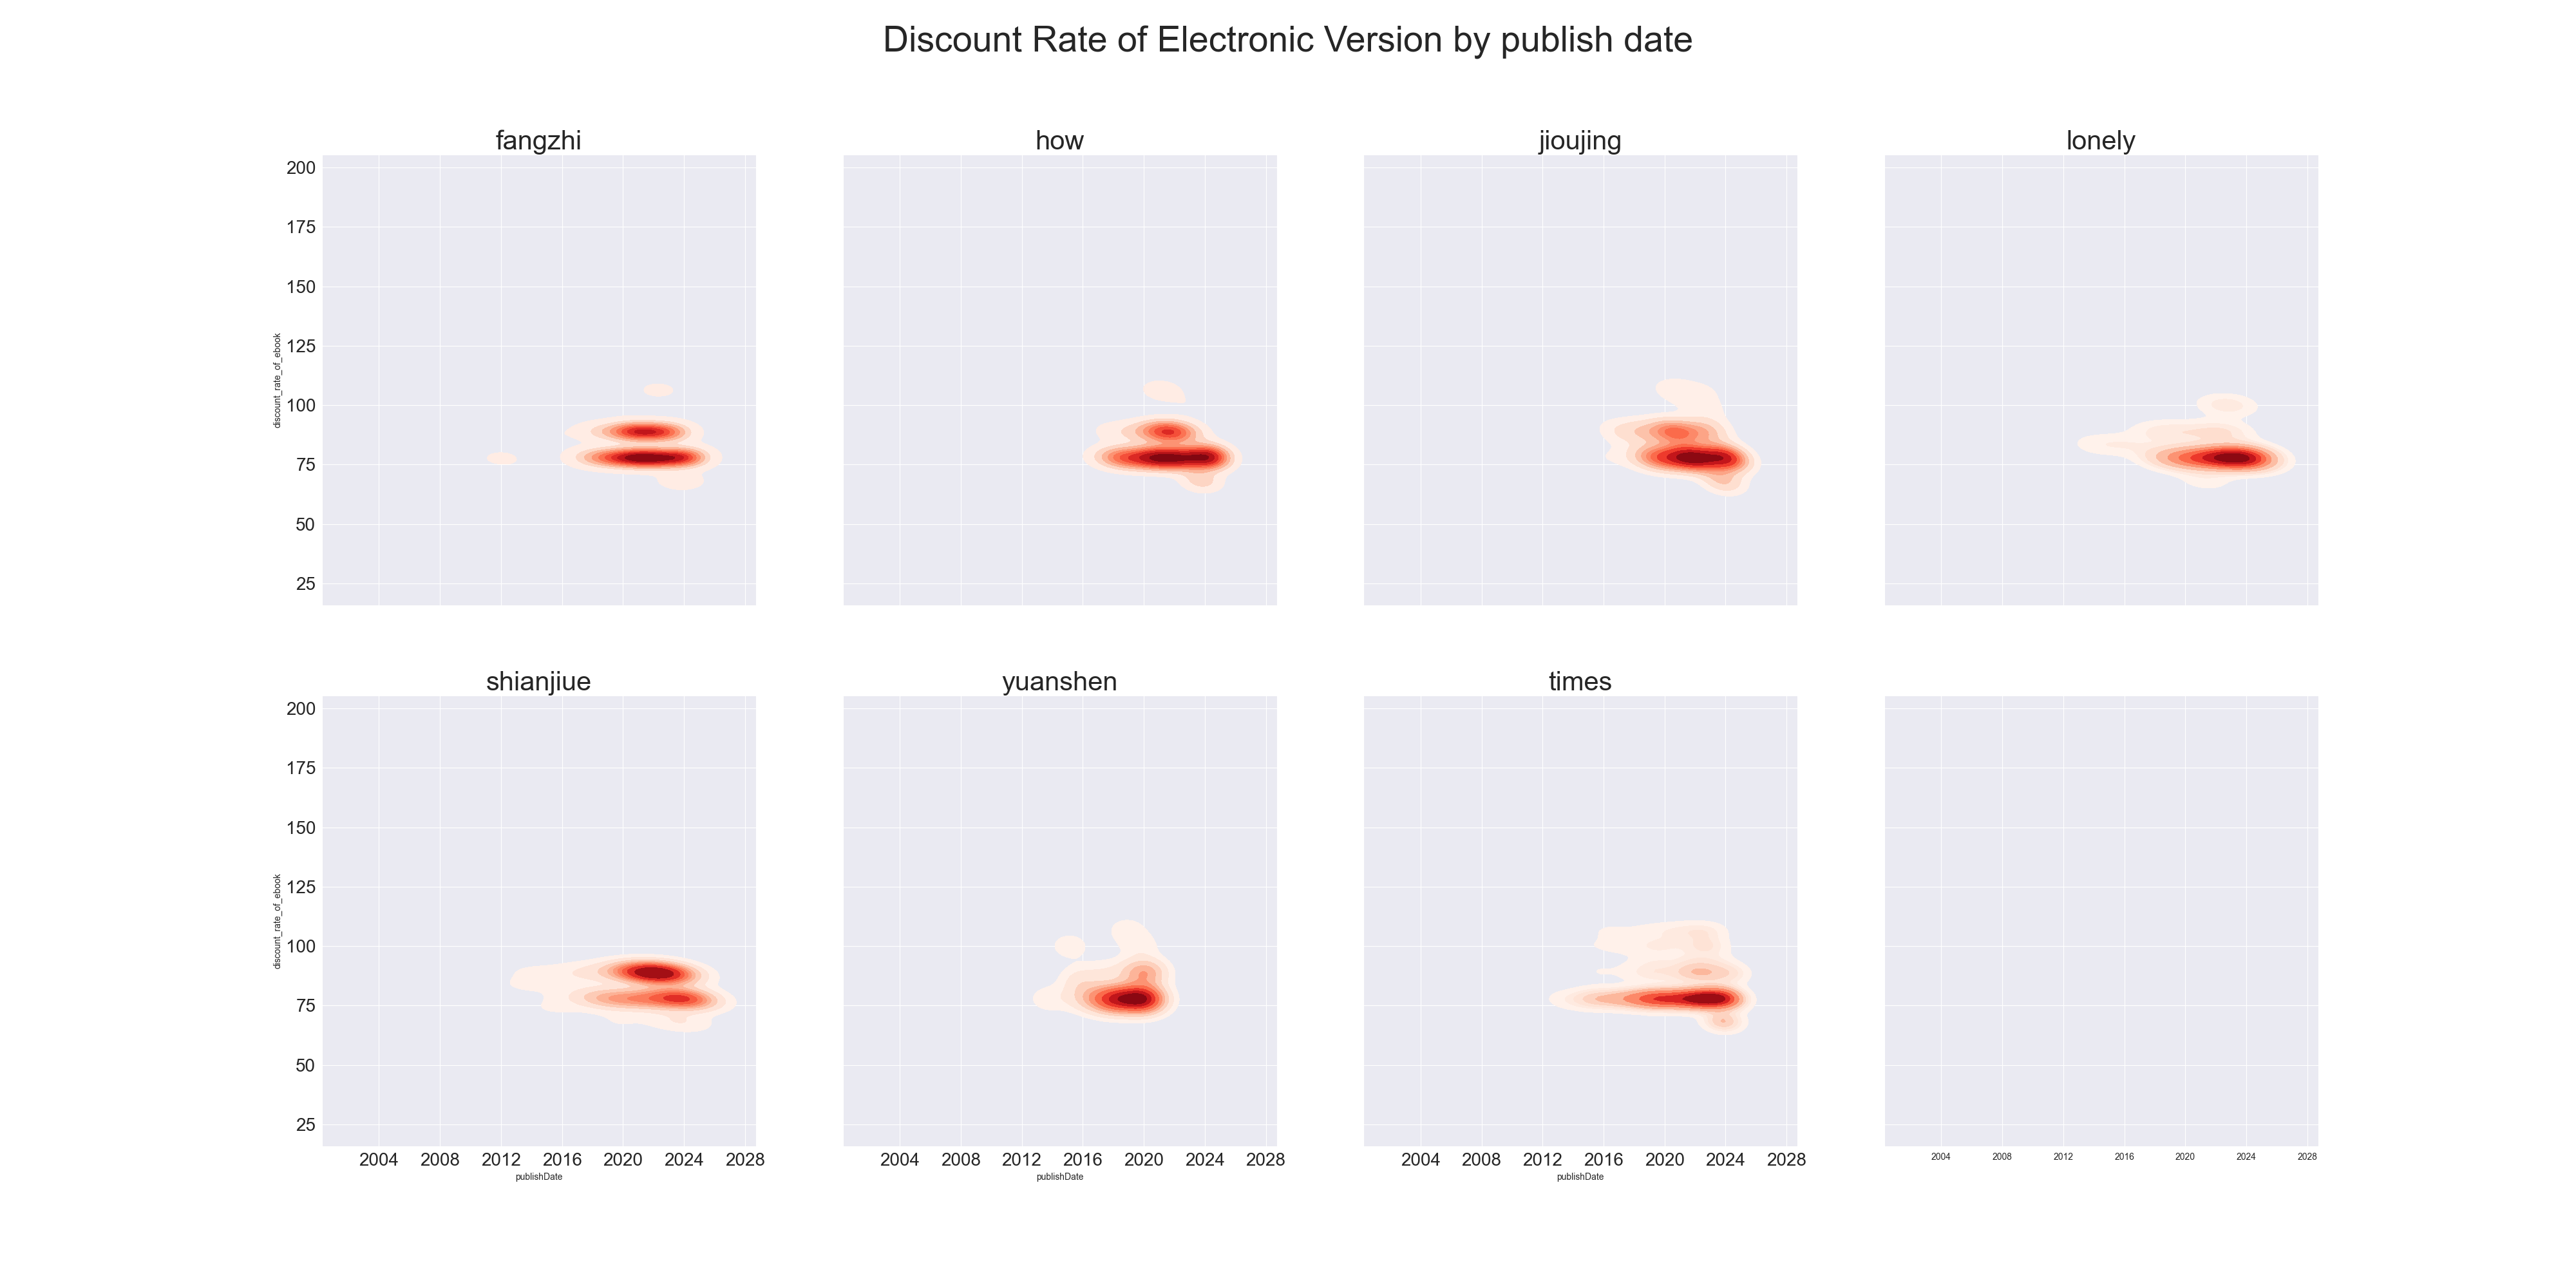 Discount Rate of Electronic Version by publish date
fangzhi
how
jioujing
lonely
200
175
150
125
100
75
50
25
discount_rate_of_ebook
shianjiue
yuanshen
times
200
175
150
125
100
75
50
25
discount_rate_of_ebook
2004 2008 2012 2016 2020 2024 2028
publishDate
2004 2008 2012 2016 2020 2024 2028
publishDate
2004 2008 2012 2016 2020 2024 2028
publishDate
2004 2008 2012 2016 2020 2024 2028